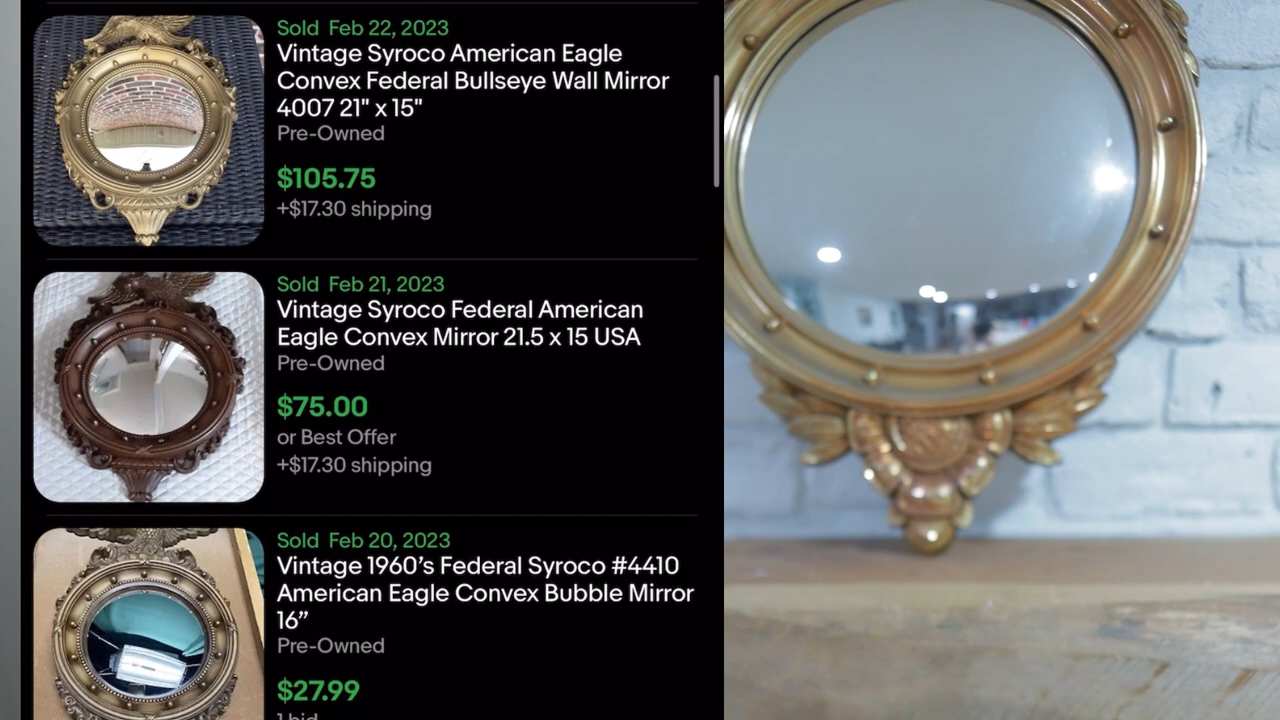 Sold Feb 22, 2023
Vintage Syroco American Eagle
Convex Federal Bullseye Wall Mirror
4007 21" x 15"
Pre-Owned
$105.75
+$17.30 shipping
Sold Feb 21, 2023
Vintage Syroco Federal American
Eagle Convex Mirror 21.5 x 15 USA
Pre-Owned
$75.00
or Best Offer
+$17.30 shipping
Sold Feb 20, 2023
Vintage 1960’s Federal Syroco #4410
American Eagle Convex Bubble Mirror
16”
Pre-Owned
$27.99
1 bid